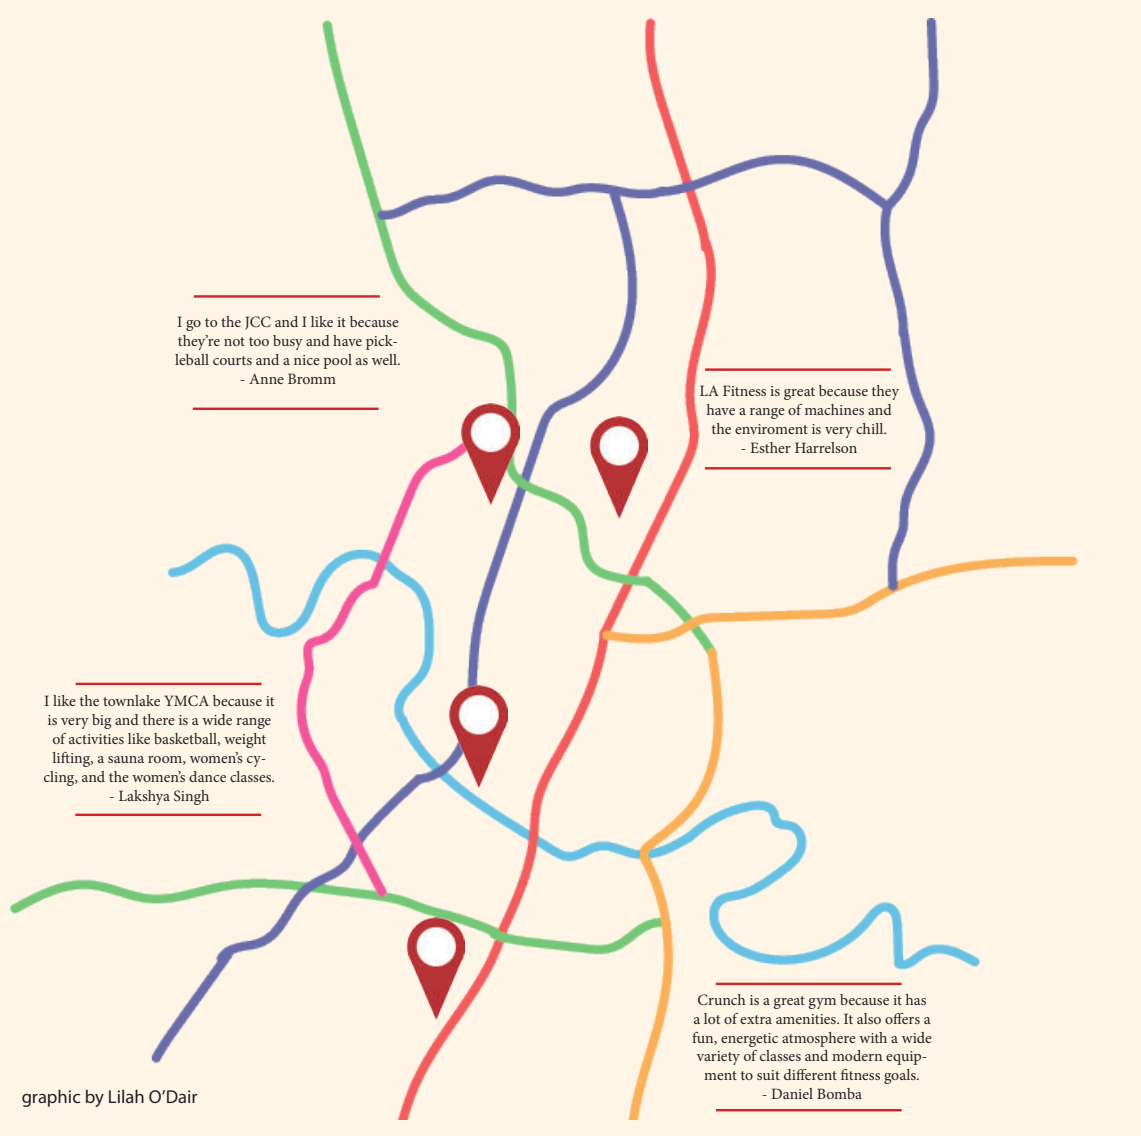 I go to the JCC and I like it because
they're not too busy and have pick-
leball courts and a nice pool as well.
- Anne Bromm
LA Fitness is great because they
have a range of machines and
the enviroment is very chill.
- Esther Harrelson
I like the townlake YMCA because it
is very big and there is a wide range
of activities like basketball, weight
lifting, a sauna room, women's cy-
cling, and the women's dance classes.
- Lakshya Singh
Crunch is a great gym because it has
a lot of extra amenities. It also offers a
fun, energetic atmosphere with a wide
variety of classes and modern equip-
ment to suit different fitness goals.
- Daniel Bomba
graphic by Lilah O'Dair